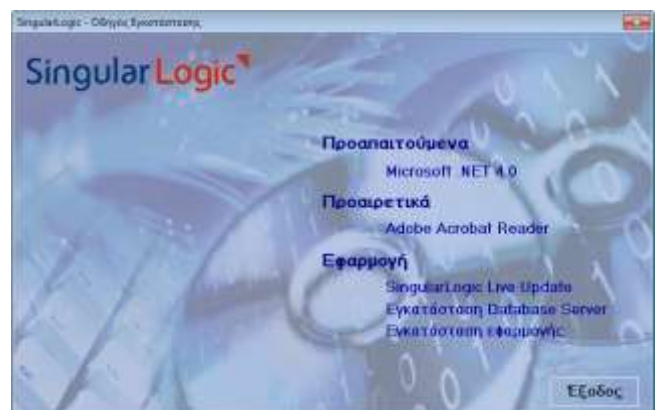 SingularLogic - Οδηγός Εγκατάστασης
SingularLogic
Προαπαιτούμενα
Microsoft .NET 4.0
Προαιρετικά
Adobe Acrobat Reader
Εφαρμογή
SingularLogic Live Update
Εγκατάσταση Database Server
Εγκατάσταση εφαρμογής
Έξοδος